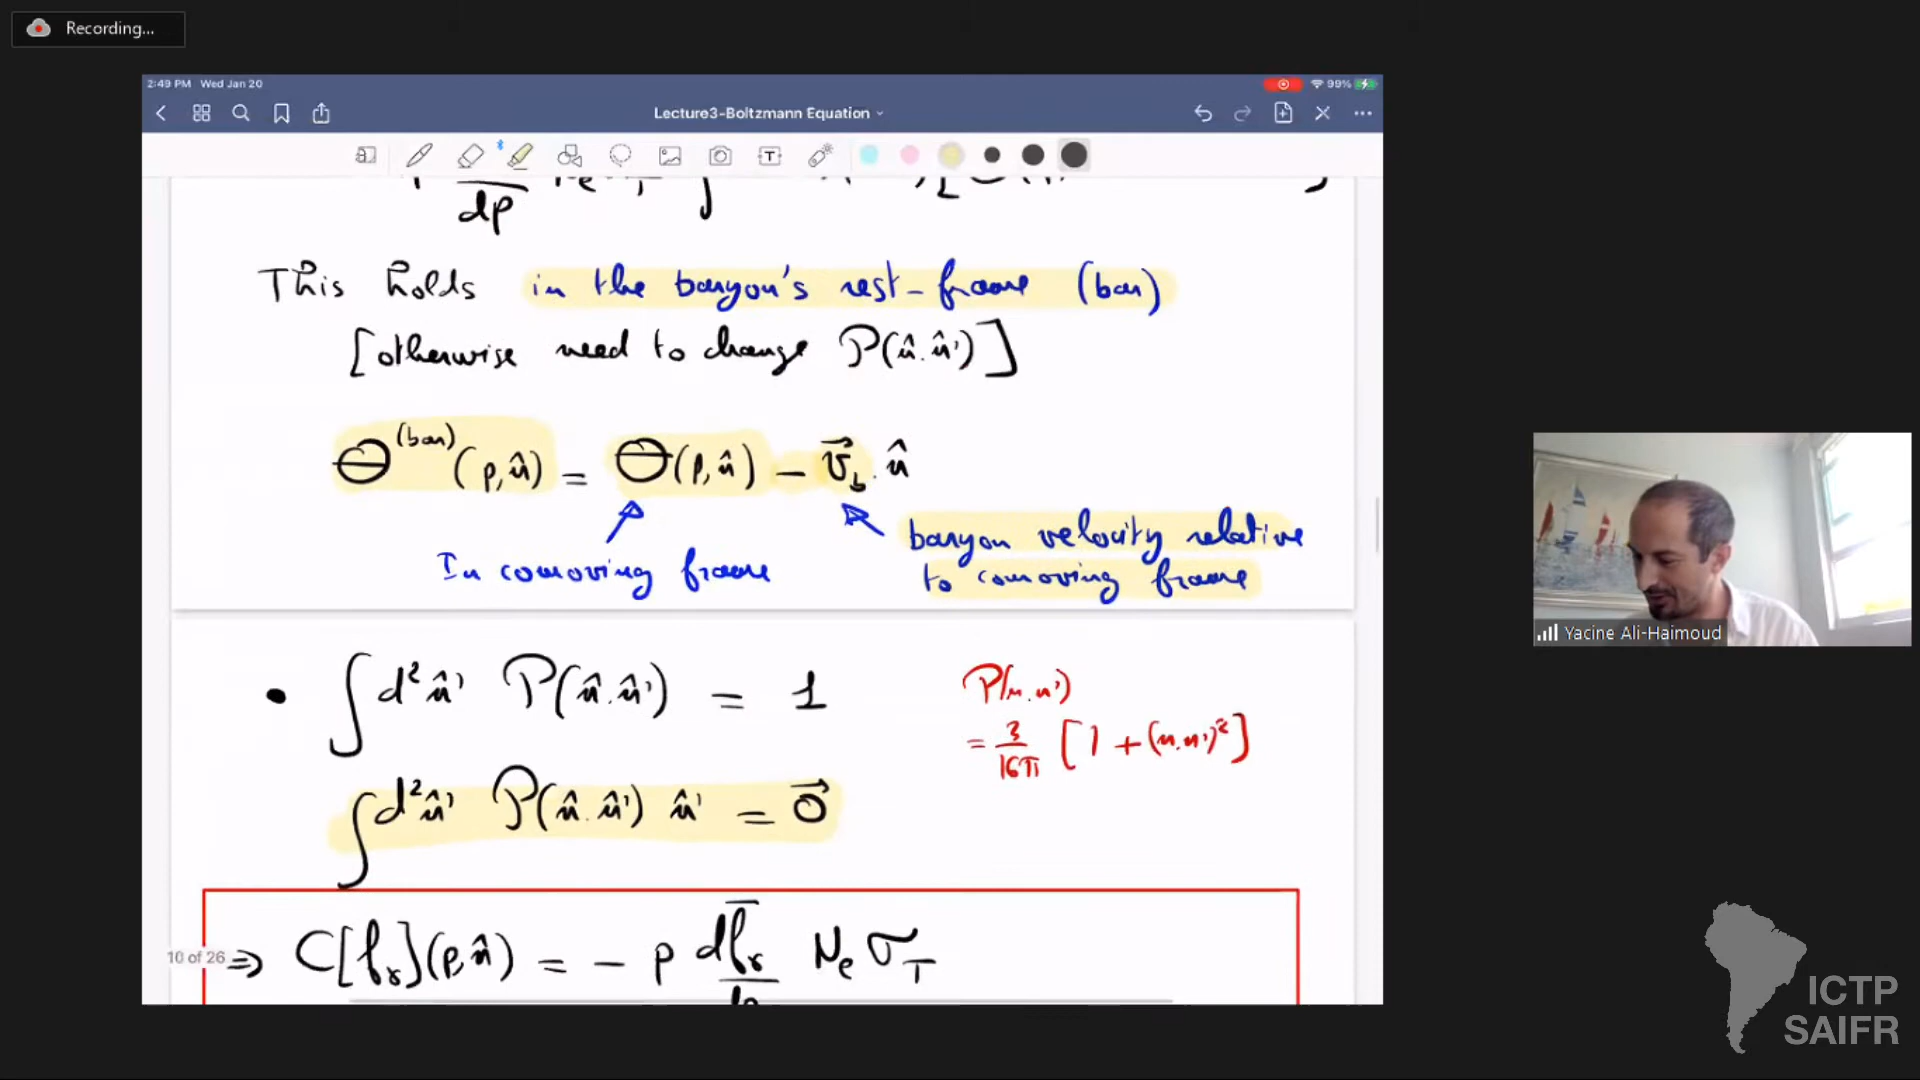 Recording...
2:49 PM Wed Jan 20
99%
Lecture3-Boltzmann Equation
T
dp
This holds in the baryon's rest-frame (bar)
[otherwise need to change P(n̂.n̂')]
Θ^(bar) (p,n̂) = Θ(p,n̂) - v⃗_b . n̂
In comoving frame
baryon velocity relative
to comoving frame
• ∫ d²n̂' P(n̂.n̂') = 1
P(n.n')
= 3/16π [1 + (n.n')²]
∫ d²n̂' P(n̂.n̂') n̂' = 0⃗
10 of 26
⇒ C[f_γ](p,n̂) = - p df̄_γ N_e σ_T
Yacine Ali-Haimoud
ICTP
SAIFR